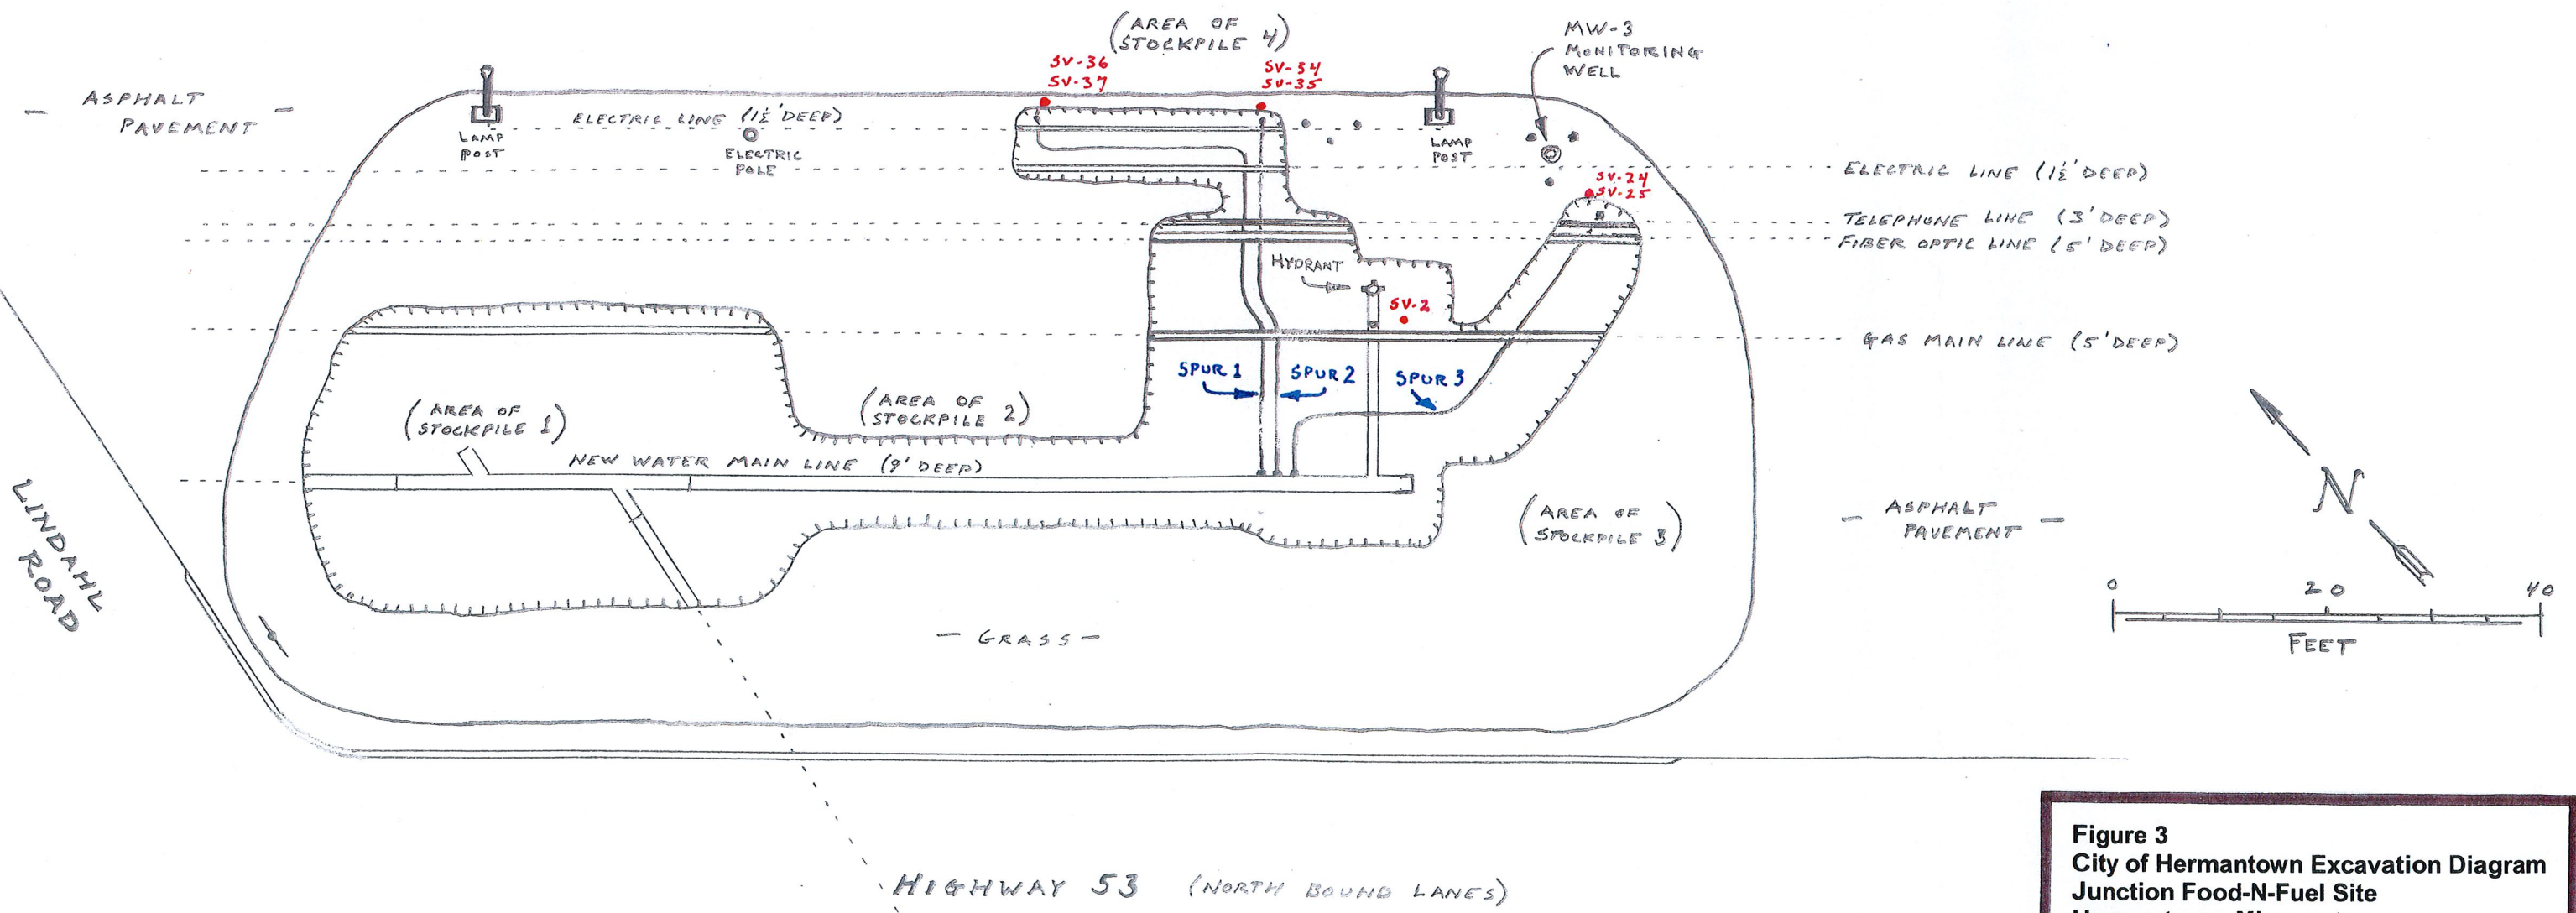 (AREA OF
STOCKPILE 4)
MW-3
MONITORING
WELL
SV-36
SV-37
SV-34
SV-35
— ASPHALT
PAVEMENT —
ELECTRIC LINE (1½' DEEP)
LAMP
POST
ELECTRIC
POLE
LAMP
POST
SV-24
SV-25
ELECTRIC LINE (1½' DEEP)
TELEPHONE LINE (3' DEEP)
FIBER OPTIC LINE (5' DEEP)
HYDRANT
SV-2
GAS MAIN LINE (5' DEEP)
SPUR 1
SPUR 2
SPUR 3
(AREA OF
STOCKPILE 1)
(AREA OF
STOCKPILE 2)
NEW WATER MAIN LINE (9' DEEP)
LINDAHL
ROAD
(AREA OF
STOCKPILE 3)
— ASPHALT
PAVEMENT —
N
0 20 40
FEET
— GRASS —
HIGHWAY 53 (NORTH BOUND LANES)
Figure 3
City of Hermantown Excavation Diagram
Junction Food-N-Fuel Site